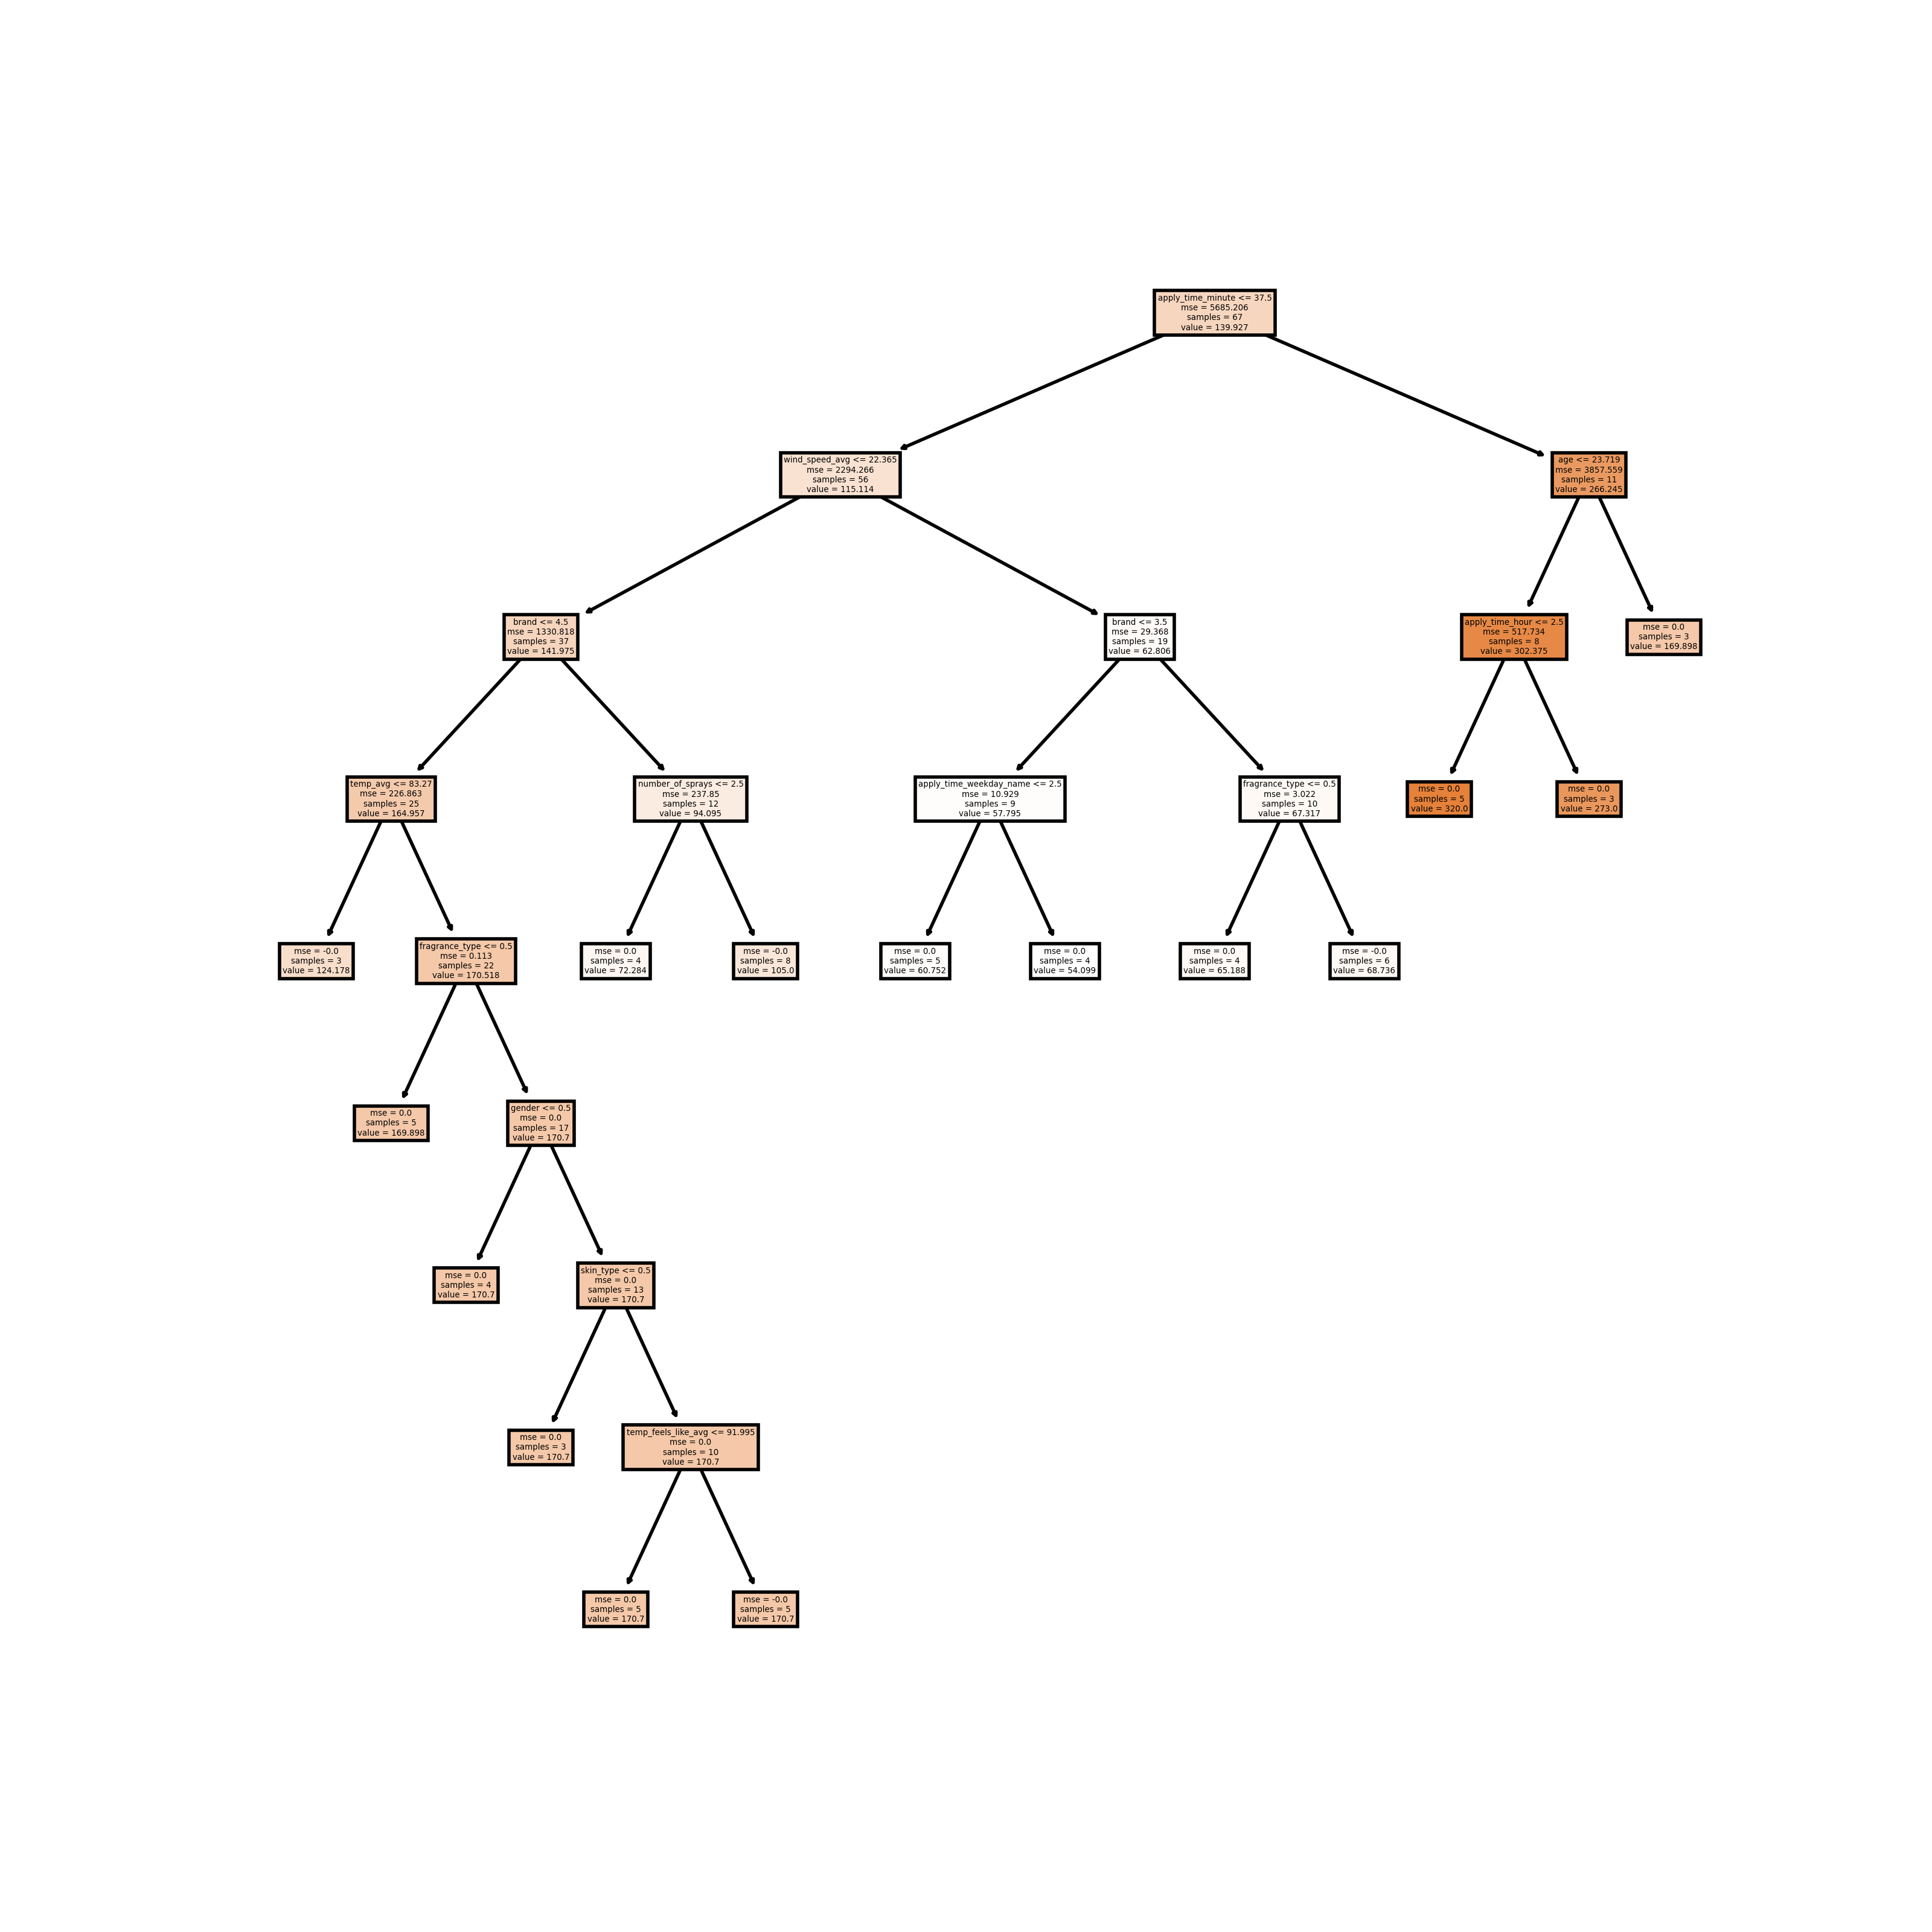 apply_time_minute <= 37.5
mse = 5685.206
samples = 67
value = 139.927
wind_speed_avg <= 22.365
mse = 2294.266
samples = 56
value = 115.114
age <= 23.719
mse = 3857.559
samples = 11
value = 266.245
brand <= 4.5
mse = 1330.818
samples = 37
value = 141.975
brand <= 3.5
mse = 29.368
samples = 19
value = 62.806
apply_time_hour <= 2.5
mse = 517.734
samples = 8
value = 302.375
mse = 0.0
samples = 3
value = 169.898
temp_avg <= 83.27
mse = 226.863
samples = 25
value = 164.957
number_of_sprays <= 2.5
mse = 237.85
samples = 12
value = 94.095
apply_time_weekday_name <= 2.5
mse = 10.929
samples = 9
value = 57.795
fragrance_type <= 0.5
mse = 3.022
samples = 10
value = 67.317
mse = 0.0
samples = 5
value = 320.0
mse = 0.0
samples = 3
value = 273.0
mse = -0.0
samples = 3
value = 124.178
fragrance_type <= 0.5
mse = 0.113
samples = 22
value = 170.518
mse = 0.0
samples = 4
value = 72.284
mse = -0.0
samples = 8
value = 105.0
mse = 0.0
samples = 5
value = 60.752
mse = 0.0
samples = 4
value = 54.099
mse = 0.0
samples = 4
value = 65.188
mse = -0.0
samples = 6
value = 68.736
mse = 0.0
samples = 5
value = 169.898
gender <= 0.5
mse = 0.0
samples = 17
value = 170.7
mse = 0.0
samples = 4
value = 170.7
skin_type <= 0.5
mse = 0.0
samples = 13
value = 170.7
mse = 0.0
samples = 3
value = 170.7
temp_feels_like_avg <= 91.995
mse = 0.0
samples = 10
value = 170.7
mse = 0.0
samples = 5
value = 170.7
mse = -0.0
samples = 5
value = 170.7